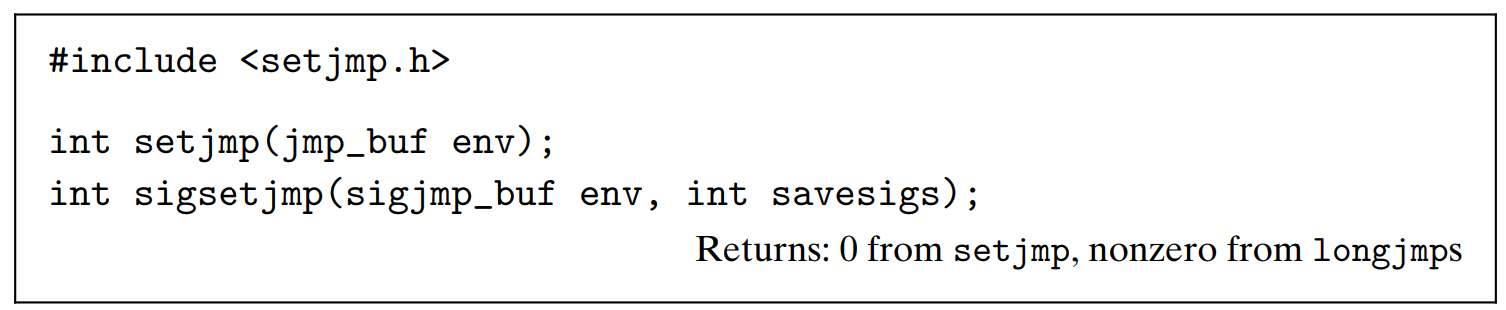 #include <setjmp.h>
int setjmp(jmp_buf env);
int sigsetjmp(sigjmp_buf env, int savesigs);
Returns: 0 from setjmp, nonzero from longjmps